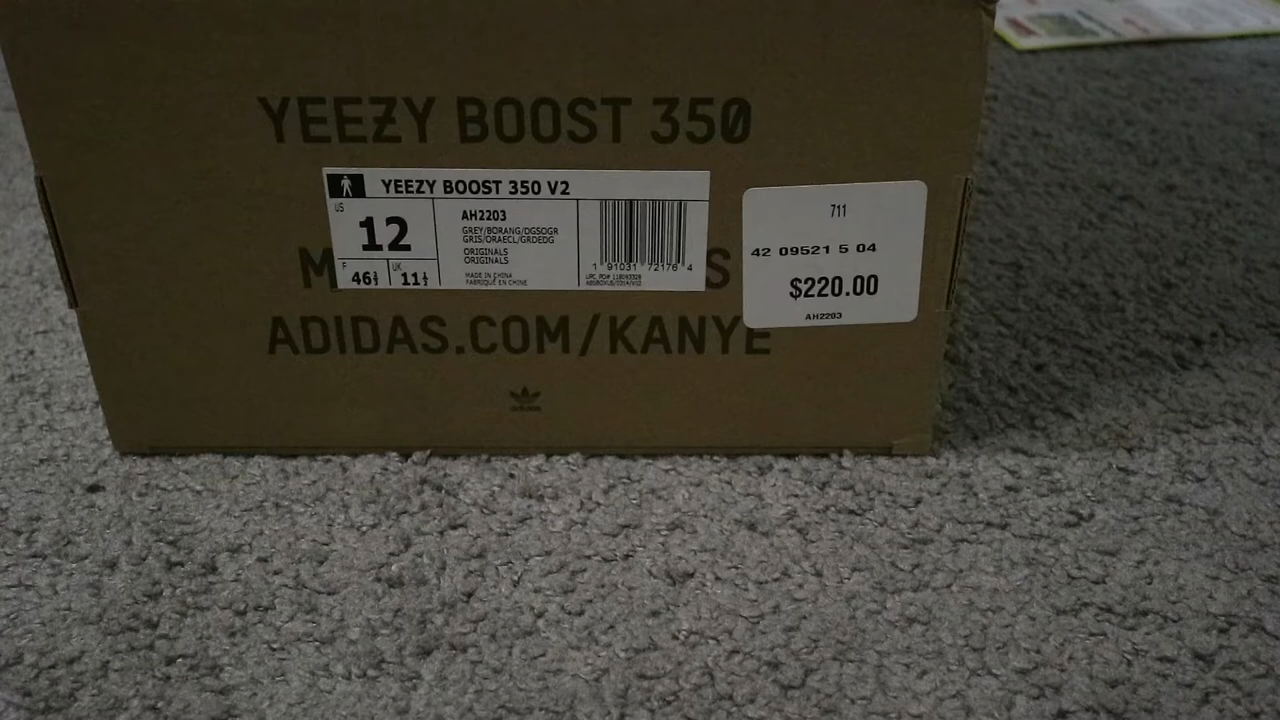 YEEZY BOOST 350
YEEZY BOOST 350 V2
US
12
F
46⅔
UK
11½
AH2203
GREY/BORANG/DGSOGR
GRIS/ORAECL/GRDEDG
ORIGINALS
ORIGINALS
MADE IN CHINA
FABRIQUÉ EN CHINE
1 91031 72176 4
711
42 09521 5 04
$220.00
AH2203
M
S
ADIDAS.COM/KANYE
adidas